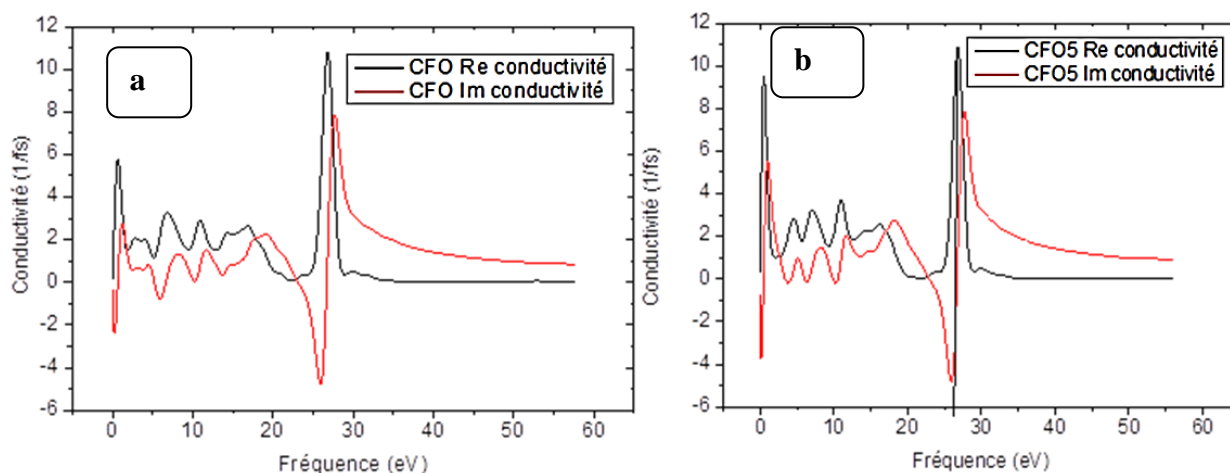 a
CFO Re conductivité
CFO Im conductivité
Conductivité (1/fs)
12
10
8
6
4
2
0
-2
-4
-6
0 10 20 30 40 50 60
Fréquence (eV)
b
CFO5 Re conductivité
CFO5 Im conductivité
Conductivité (1/fs)
12
10
8
6
4
2
0
-2
-4
-6
0 10 20 30 40 50 60
Fréquence (eV)